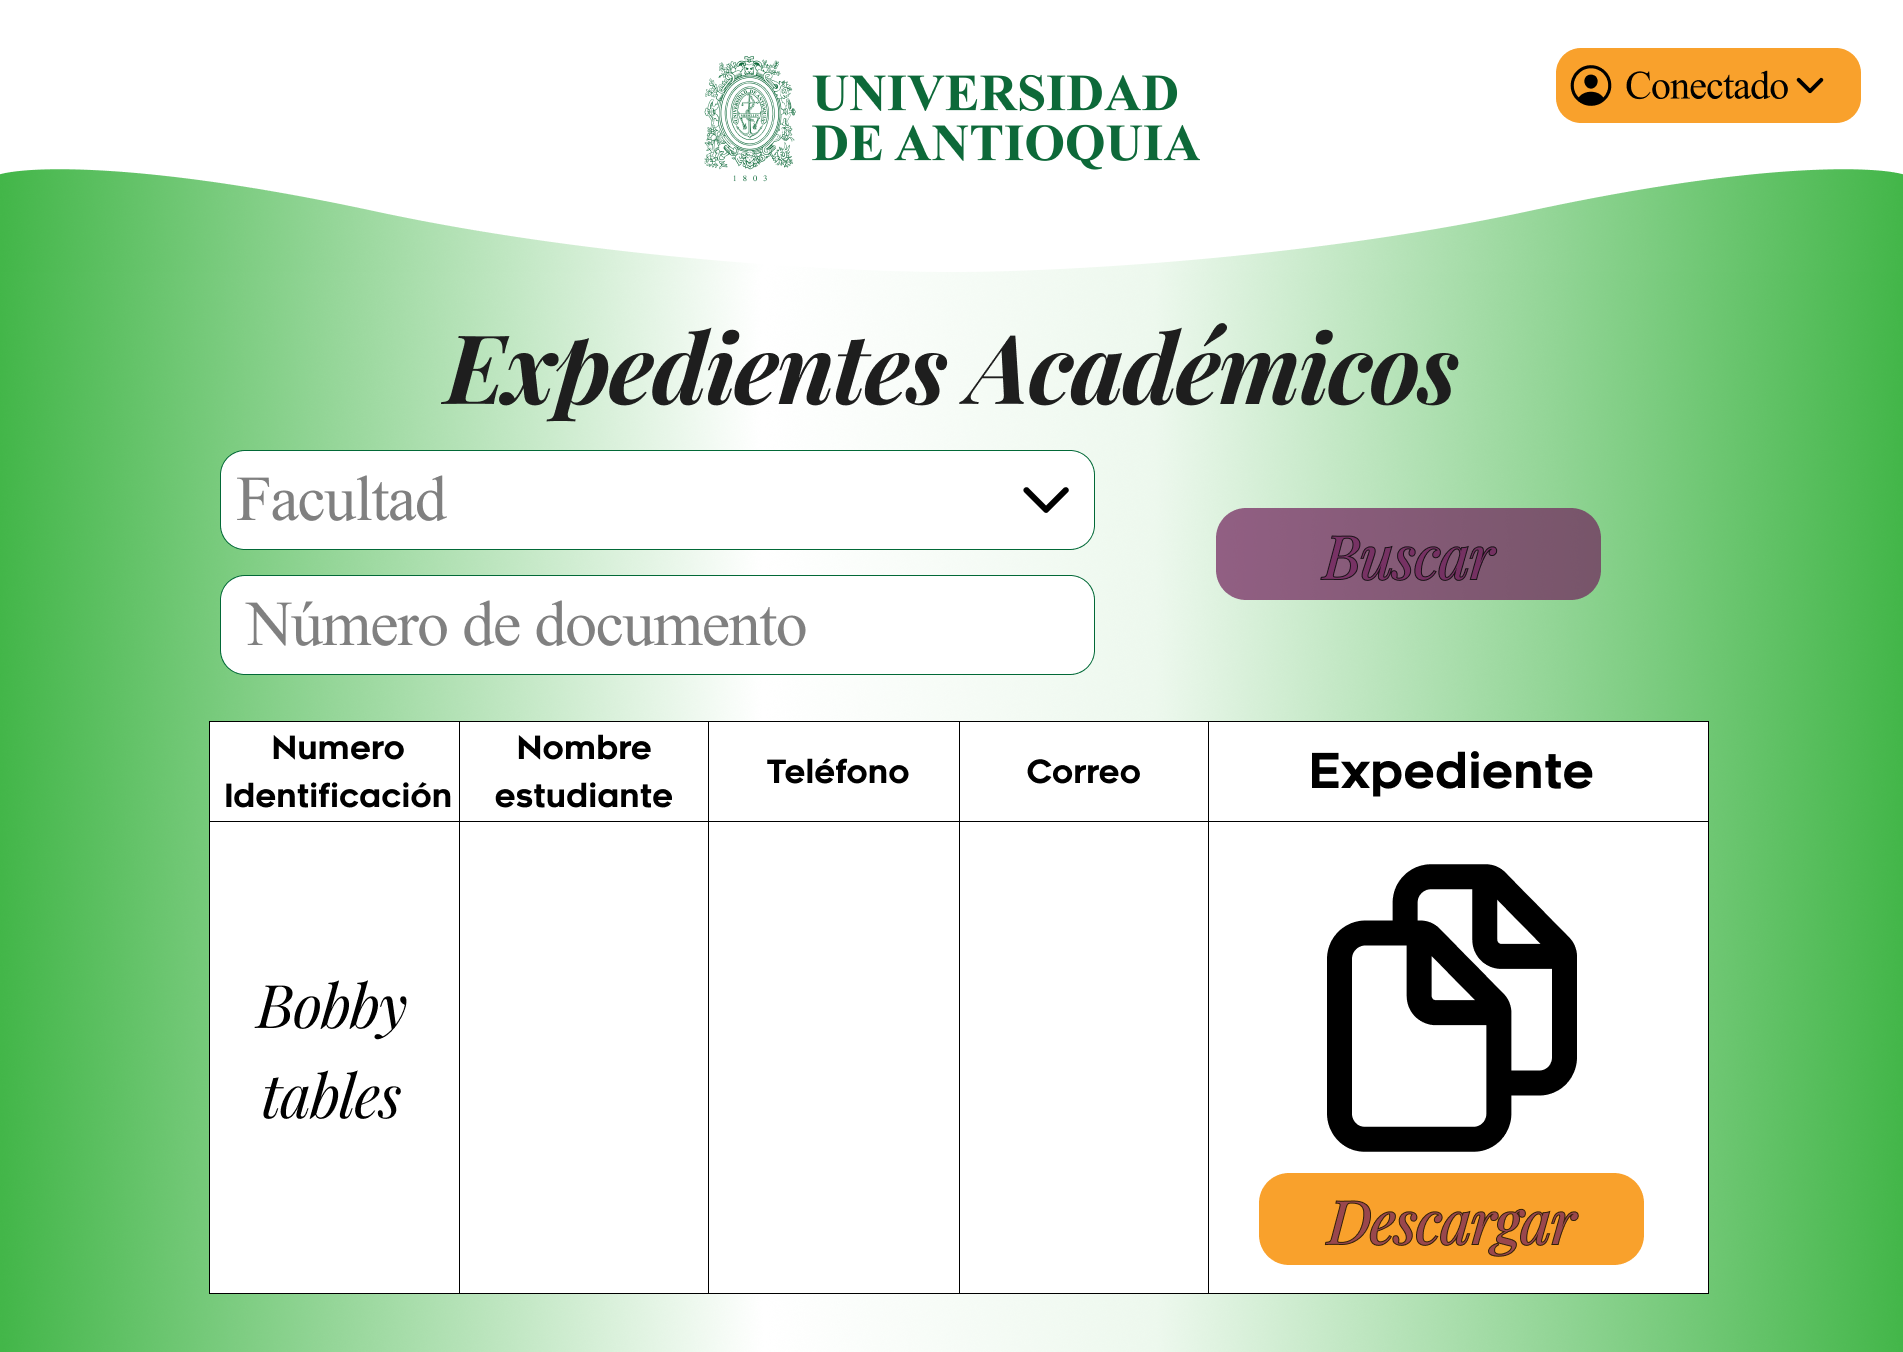 UNIVERSIDAD
DE ANTIOQUIA
1803
Conectado
Expedientes Académicos
Facultad
Buscar
Número de documento
Numero
Identificación
Nombre
estudiante
Teléfono
Correo
Expediente
Bobby
tables
Descargar